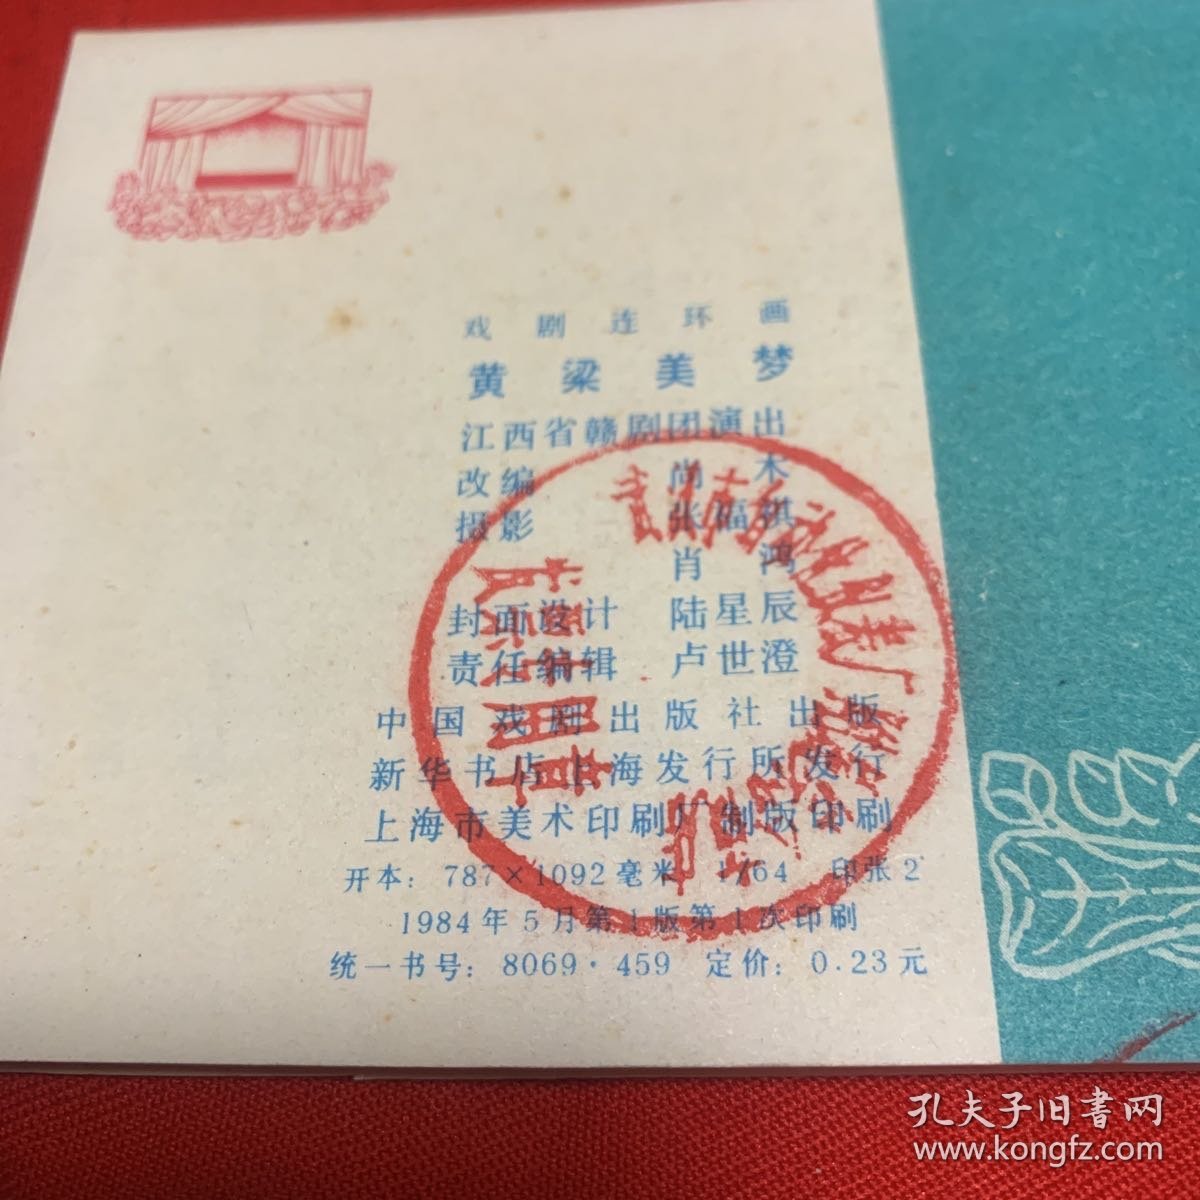 戏剧连环画
黄粱美梦
江西省赣剧团演出
改编 尚木
摄影 张福祺
肖鸿
封面设计 陆星辰
责任编辑 卢世澄
中国戏剧出版社出版
新华书店上海发行所发行
上海市美术印刷厂制版印刷
开本：787×1092毫米 1/64 印张2
1984年5月第1版第1次印刷
统一书号：8069·459 定价：0.23元
孔夫子旧書网
www.kongfz.com